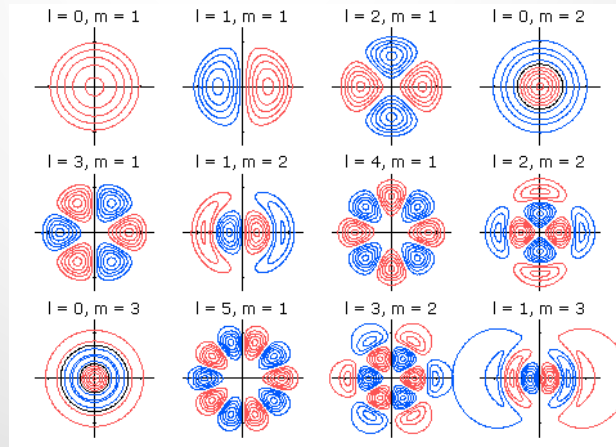 l = 0, m = 1
l = 1, m = 1
l = 2, m = 1
l = 0, m = 2
l = 3, m = 1
l = 1, m = 2
l = 4, m = 1
l = 2, m = 2
l = 0, m = 3
l = 5, m = 1
l = 3, m = 2
l = 1, m = 3